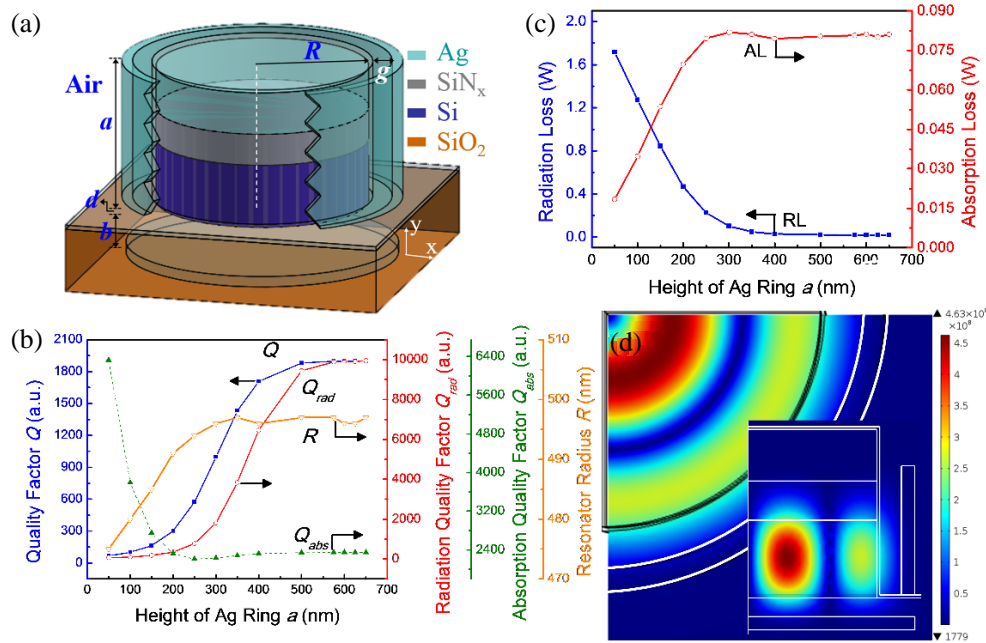 (a)
R
g
Air
a
d
b
y
x
Ag
SiNx
Si
SiO2
(c)
2.0
1.6
1.2
0.8
0.4
0.0
Radiation Loss (W)
AL
RL
0.090
0.075
0.060
0.045
0.030
0.015
0.000
Absorption Loss (W)
0 100 200 300 400 500 600 700
Height of Ag Ring a (nm)
(b)
2100
1800
1500
1200
900
600
300
0
Quality Factor Q (a.u.)
Q
Qrad
R
Qabs
0 100 200 300 400 500 600
Height of Ag Ring a (nm)
10000
8000
6000
4000
2000
0
Radiation Quality Factor Qrad (a.u.)
6400
5600
4800
4000
3200
2400
Absorption Quality Factor Qabs (a.u.)
510
505
500
495
490
485
480
475
470
Resonator Radius R (nm)
(d)
×10⁸
4.5
4
3.5
3
2.5
2
1.5
1
0.5
1779